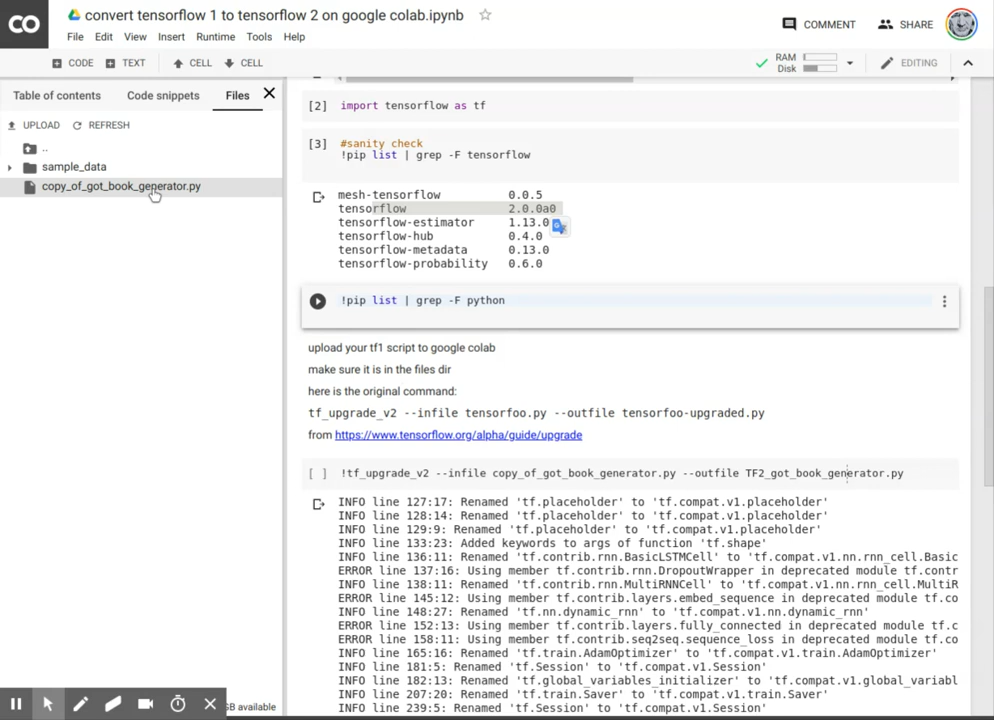 CO
convert tensorflow 1 to tensorflow 2 on google colab.ipynb
File Edit View Insert Runtime Tools Help
COMMENT SHARE
CODE TEXT CELL CELL
RAM
Disk
EDITING
Table of contents Code snippets Files
UPLOAD REFRESH
..
sample_data
copy_of_got_book_generator.py
GB available
[2] import tensorflow as tf
[3] #sanity check
!pip list | grep -F tensorflow
mesh-tensorflow 0.0.5
tensorflow 2.0.0a0
tensorflow-estimator 1.13.0
tensorflow-hub 0.4.0
tensorflow-metadata 0.13.0
tensorflow-probability 0.6.0
!pip list | grep -F python
upload your tf1 script to google colab
make sure it is in the files dir
here is the original command:
tf_upgrade_v2 --infile tensorfoo.py --outfile tensorfoo-upgraded.py
from https://www.tensorflow.org/alpha/guide/upgrade
[ ] !tf_upgrade_v2 --infile copy_of_got_book_generator.py --outfile TF2_got_book_generator.py
INFO line 127:17: Renamed 'tf.placeholder' to 'tf.compat.v1.placeholder'
INFO line 128:14: Renamed 'tf.placeholder' to 'tf.compat.v1.placeholder'
INFO line 129:9: Renamed 'tf.placeholder' to 'tf.compat.v1.placeholder'
INFO line 133:23: Added keywords to args of function 'tf.shape'
INFO line 136:11: Renamed 'tf.contrib.rnn.BasicLSTMCell' to 'tf.compat.v1.nn.rnn_cell.Basic
ERROR line 137:16: Using member tf.contrib.rnn.DropoutWrapper in deprecated module tf.contr
INFO line 138:11: Renamed 'tf.contrib.rnn.MultiRNNCell' to 'tf.compat.v1.nn.rnn_cell.MultiR
ERROR line 145:12: Using member tf.contrib.layers.embed_sequence in deprecated module tf.co
INFO line 148:27: Renamed 'tf.nn.dynamic_rnn' to 'tf.compat.v1.nn.dynamic_rnn'
ERROR line 152:13: Using member tf.contrib.layers.fully_connected in deprecated module tf.c
ERROR line 158:11: Using member tf.contrib.seq2seq.sequence_loss in deprecated module tf.co
INFO line 165:16: Renamed 'tf.train.AdamOptimizer' to 'tf.compat.v1.train.AdamOptimizer'
INFO line 181:5: Renamed 'tf.Session' to 'tf.compat.v1.Session'
INFO line 182:13: Renamed 'tf.global_variables_initializer' to 'tf.compat.v1.global_variabl
INFO line 207:20: Renamed 'tf.train.Saver' to 'tf.compat.v1.train.Saver'
INFO line 239:5: Renamed 'tf.Session' to 'tf.compat.v1.Session'